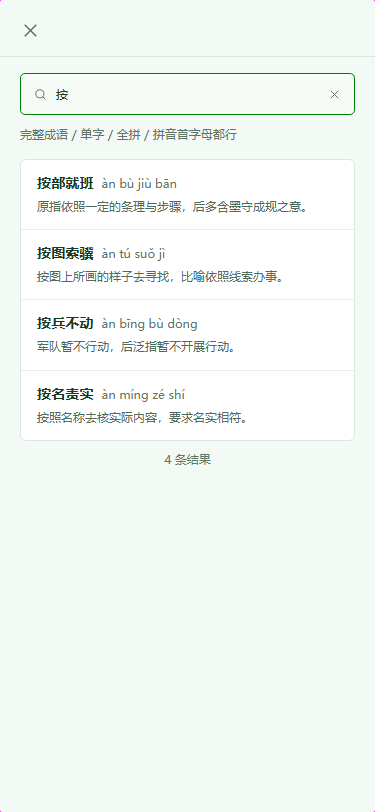 按
完整成语 / 单字 / 全拼 / 拼音首字母都行
按部就班 àn bù jiù bān
原指依照一定的条理与步骤，后多含墨守成规之意。
按图索骥 àn tú suǒ jì
按图上所画的样子去寻找，比喻依照线索办事。
按兵不动 àn bīng bù dòng
军队暂不行动，后泛指暂不开展行动。
按名责实 àn míng zé shí
按照名称去核实际内容，要求名实相符。
4 条结果